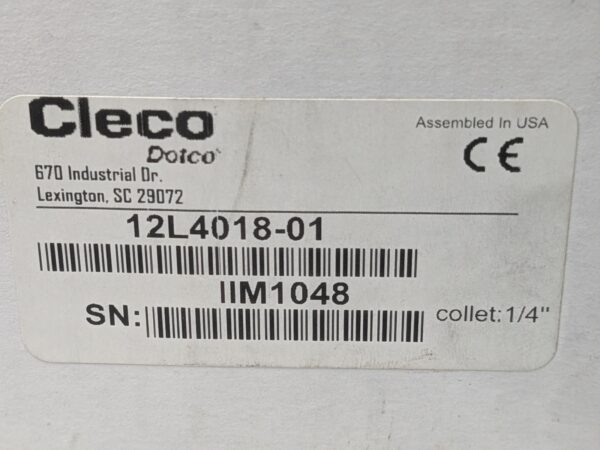 Cleco
Dotco
Assembled In USA
CE
670 Industrial Dr.
Lexington, SC 29072
12L4018-01
IIM1048
SN:
collet:1/4"